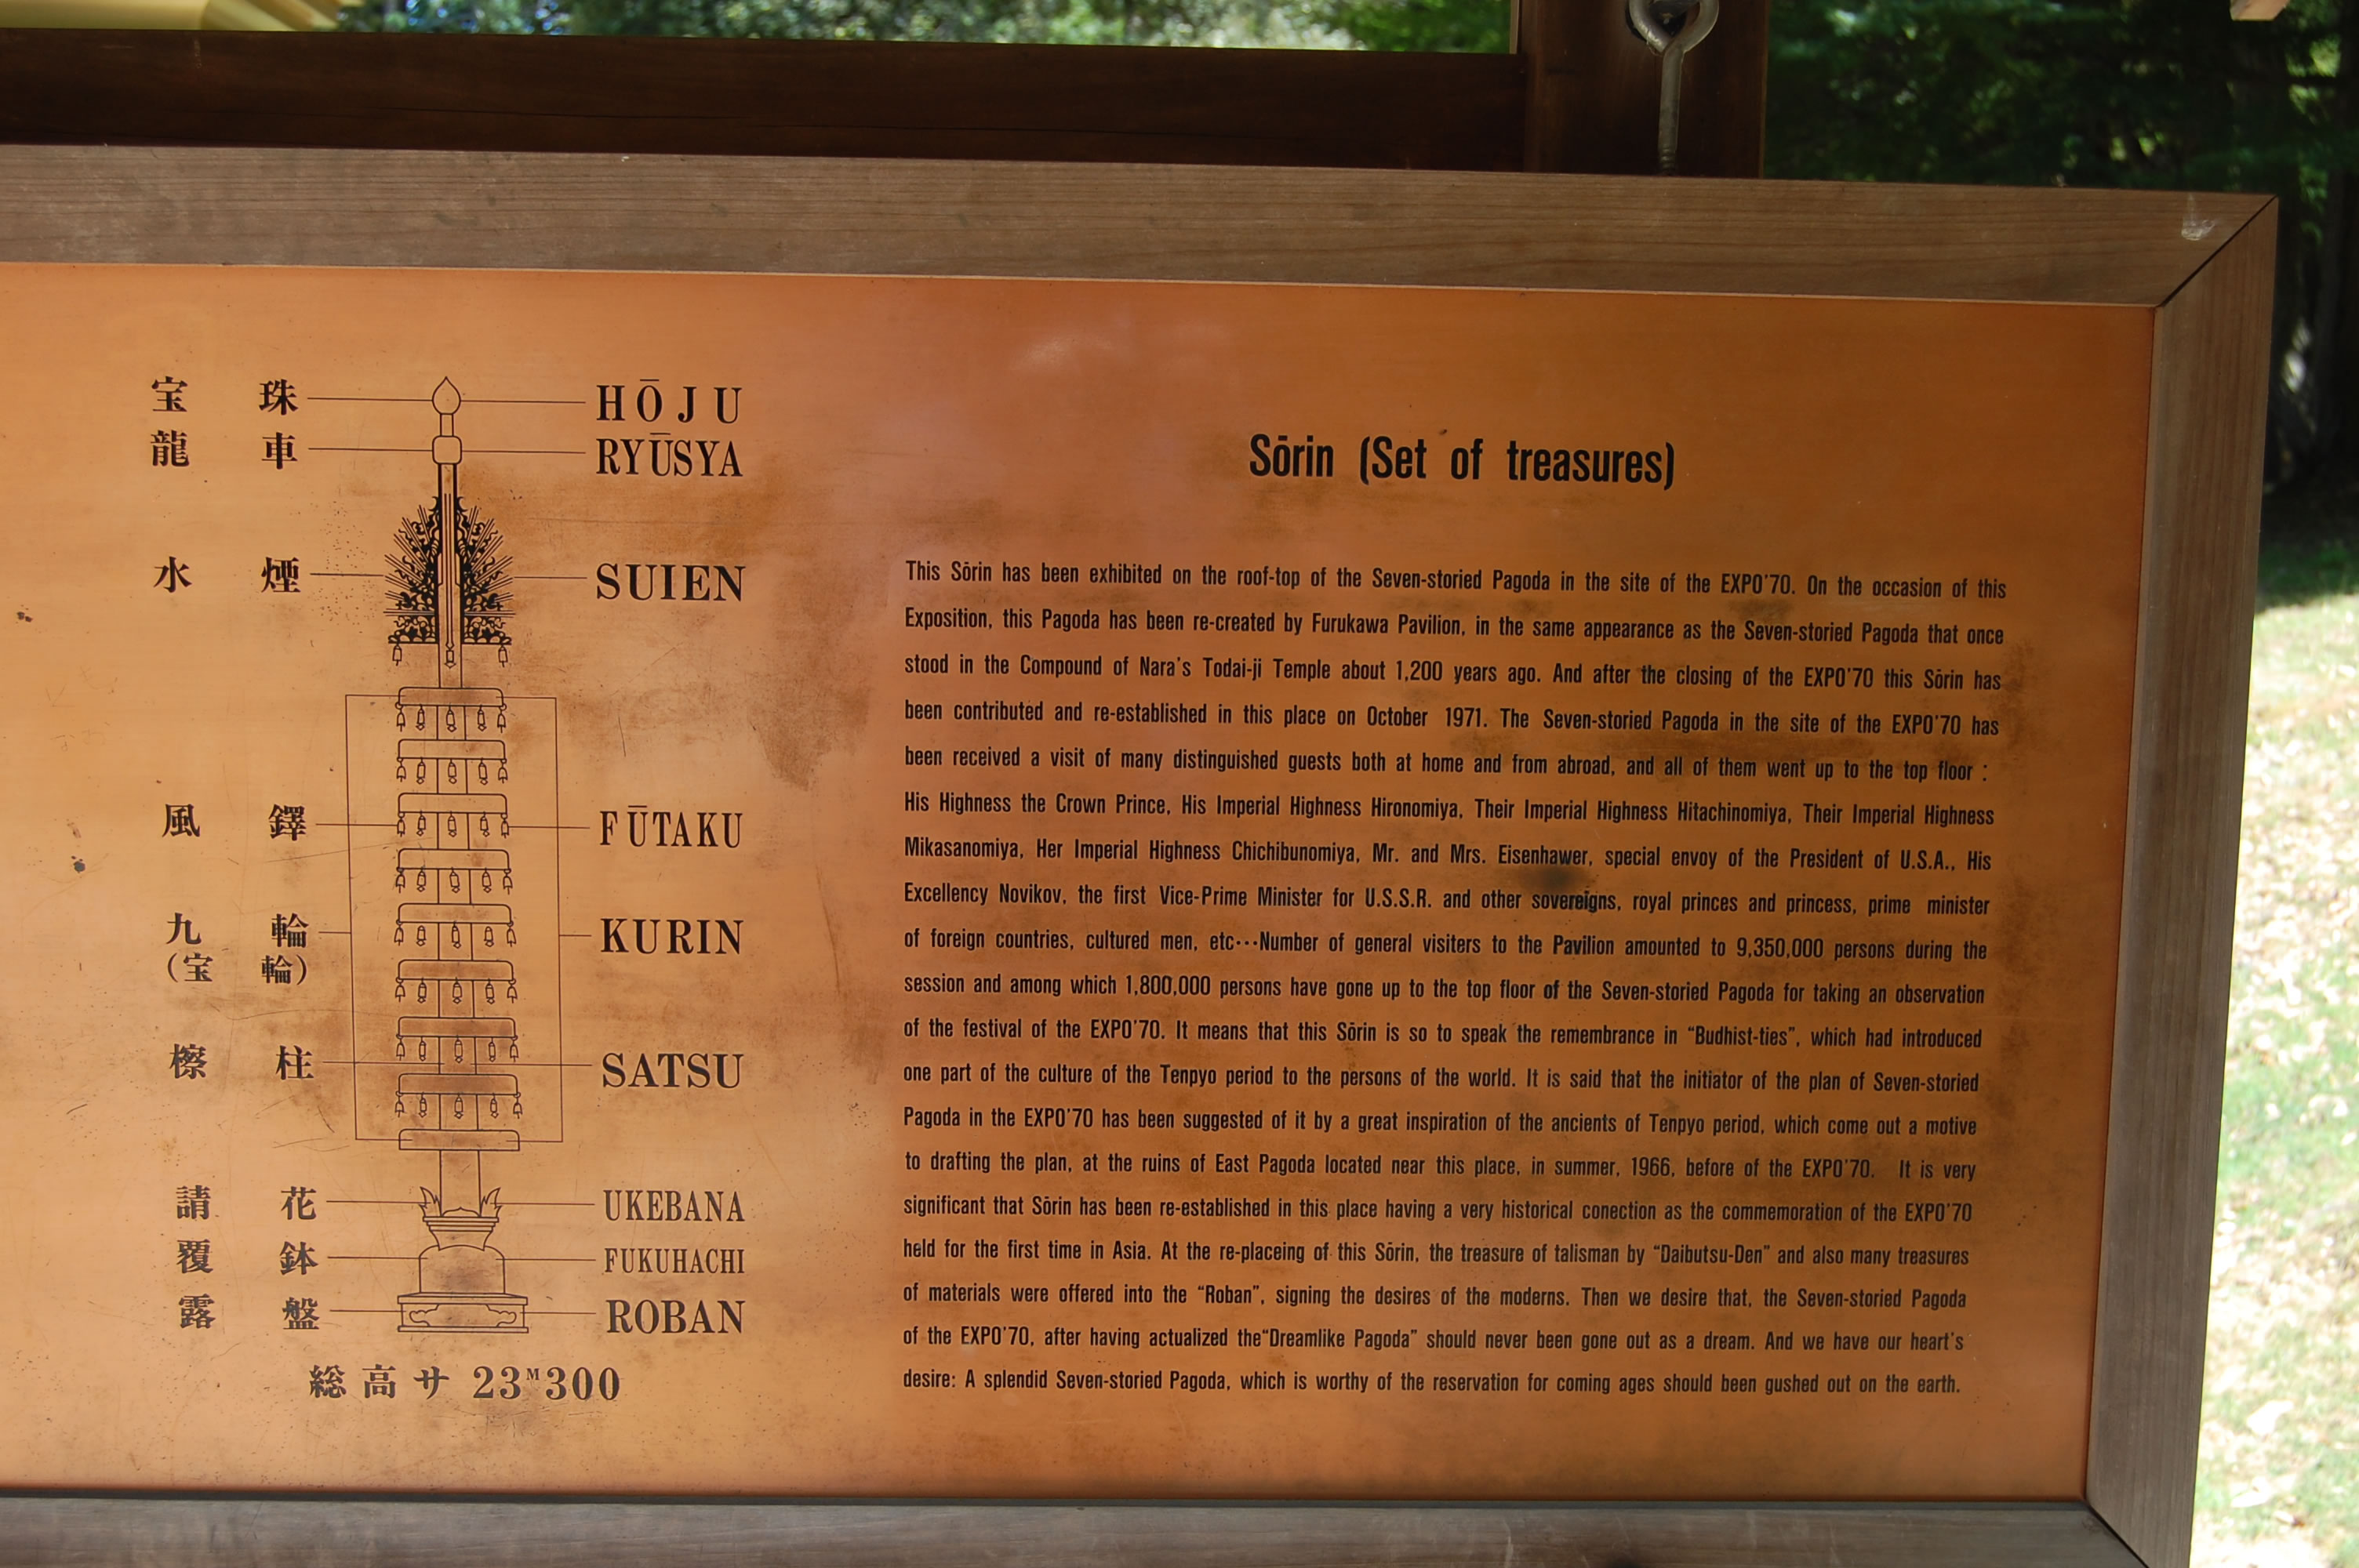 宝珠 HŌJU
龍車 RYŪSYA
水煙 SUIEN
風鐸 FŪTAKU
九輪 KURIN
(宝輪)
檫柱 SATSU
請花 UKEBANA
覆鉢 FUKUHACHI
露盤 ROBAN
総高サ 23M300
Sōrin (Set of treasures)
This Sōrin has been exhibited on the roof-top of the Seven-storied Pagoda in the site of the EXPO'70. On the occasion of this
Exposition, this Pagoda has been re-created by Furukawa Pavilion, in the same appearance as the Seven-storied Pagoda that once
stood in the Compound of Nara's Todai-ji Temple about 1,200 years ago. And after the closing of the EXPO'70 this Sōrin has
been contributed and re-established in this place on October 1971. The Seven-storied Pagoda in the site of the EXPO'70 has
been received a visit of many distinguished guests both at home and from abroad, and all of them went up to the top floor :
His Highness the Crown Prince, His Imperial Highness Hironomiya, Their Imperial Highness Hitachinomiya, Their Imperial Highness
Mikasanomiya, Her Imperial Highness Chichibunomiya, Mr. and Mrs. Eisenhawer, special envoy of the President of U.S.A., His
Excellency Novikov, the first Vice-Prime Minister for U.S.S.R. and other sovereigns, royal princes and princess, prime minister
of foreign countries, cultured men, etc···Number of general visiters to the Pavilion amounted to 9,350,000 persons during the
session and among which 1,800,000 persons have gone up to the top floor of the Seven-storied Pagoda for taking an observation
of the festival of the EXPO'70. It means that this Sōrin is so to speak the remembrance in “Budhist-ties”, which had introduced
one part of the culture of the Tenpyo period to the persons of the world. It is said that the initiator of the plan of Seven-storied
Pagoda in the EXPO'70 has been suggested of it by a great inspiration of the ancients of Tenpyo period, which come out a motive
to drafting the plan, at the ruins of East Pagoda located near this place, in summer, 1966, before of the EXPO'70. It is very
significant that Sōrin has been re-established in this place having a very historical conection as the commemoration of the EXPO'70
held for the first time in Asia. At the re-placeing of this Sōrin, the treasure of talisman by “Daibutsu-Den” and also many treasures
of materials were offered into the “Roban”, signing the desires of the moderns. Then we desire that, the Seven-storied Pagoda
of the EXPO'70, after having actualized the“Dreamlike Pagoda” should never been gone out as a dream. And we have our heart's
desire: A splendid Seven-storied Pagoda, which is worthy of the reservation for coming ages should been gushed out on the earth.